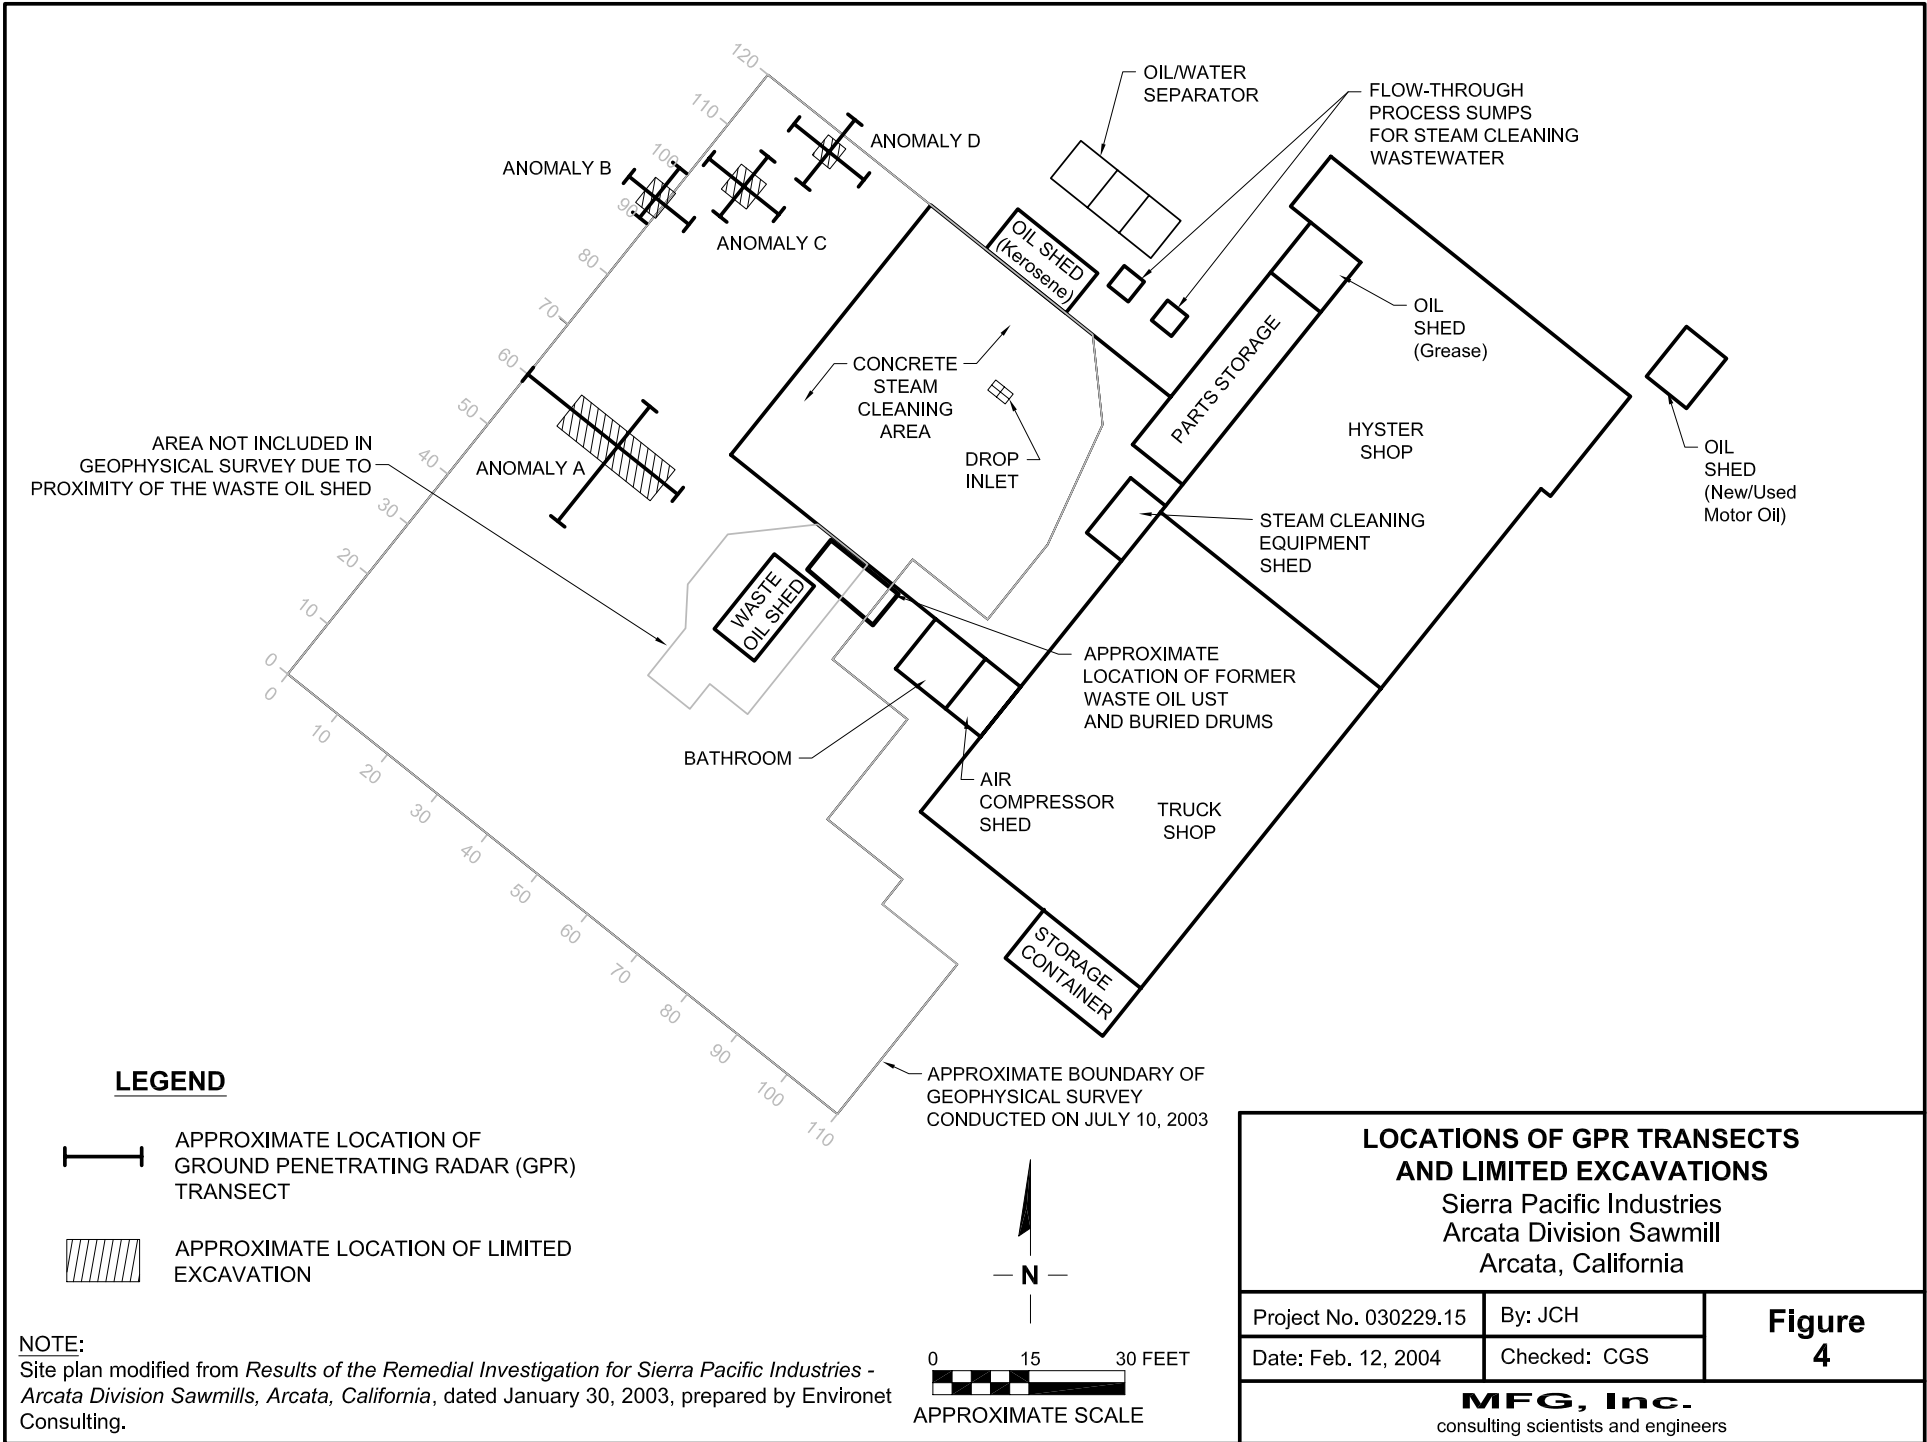 120
110
100
90
80
70
60
50
40
30
20
10
0
0
10
20
30
40
50
60
70
80
90
100
110
ANOMALY B
ANOMALY D
ANOMALY C
ANOMALY A
OIL/WATER
SEPARATOR
FLOW-THROUGH
PROCESS SUMPS
FOR STEAM CLEANING
WASTEWATER
OIL SHED
(Kerosene)
OIL
SHED
(Grease)
PARTS STORAGE
CONCRETE
STEAM
CLEANING
AREA
DROP
INLET
HYSTER
SHOP
OIL
SHED
(New/Used
Motor Oil)
AREA NOT INCLUDED IN
GEOPHYSICAL SURVEY DUE TO
PROXIMITY OF THE WASTE OIL SHED
STEAM CLEANING
EQUIPMENT
SHED
WASTE
OIL SHED
APPROXIMATE
LOCATION OF FORMER
WASTE OIL UST
AND BURIED DRUMS
BATHROOM
AIR
COMPRESSOR
SHED
TRUCK
SHOP
STORAGE
CONTAINER
APPROXIMATE BOUNDARY OF
GEOPHYSICAL SURVEY
CONDUCTED ON JULY 10, 2003
LEGEND
APPROXIMATE LOCATION OF
GROUND PENETRATING RADAR (GPR)
TRANSECT
APPROXIMATE LOCATION OF LIMITED
EXCAVATION
NOTE:
Site plan modified from Results of the Remedial Investigation for Sierra Pacific Industries -
Arcata Division Sawmills, Arcata, California, dated January 30, 2003, prepared by Environet
Consulting.
N
0 15 30 FEET
APPROXIMATE SCALE
LOCATIONS OF GPR TRANSECTS
AND LIMITED EXCAVATIONS
Sierra Pacific Industries
Arcata Division Sawmill
Arcata, California
Project No. 030229.15
By: JCH
Date: Feb. 12, 2004
Checked: CGS
Figure
4
MFG, Inc.
consulting scientists and engineers